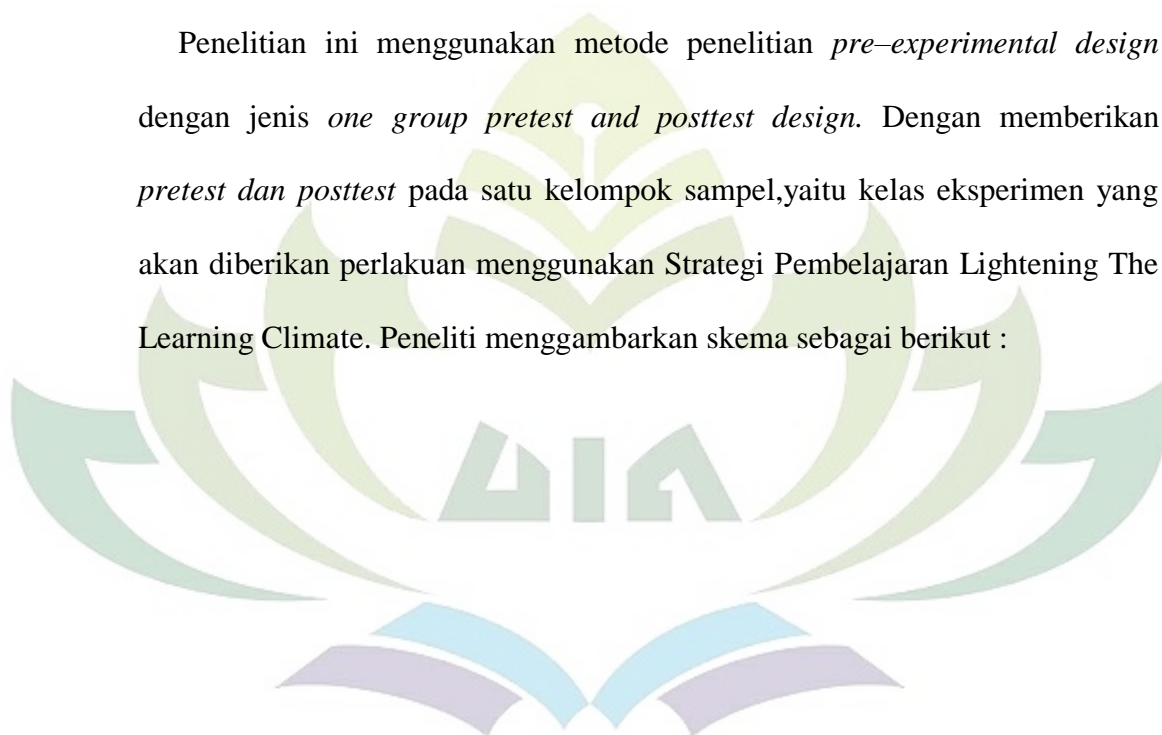 Penelitian ini menggunakan metode penelitian pre–experimental design
dengan jenis one group pretest and posttest design. Dengan memberikan
pretest dan posttest pada satu kelompok sampel,yaitu kelas eksperimen yang
akan diberikan perlakuan menggunakan Strategi Pembelajaran Lightening The
Learning Climate. Peneliti menggambarkan skema sebagai berikut :
UIN